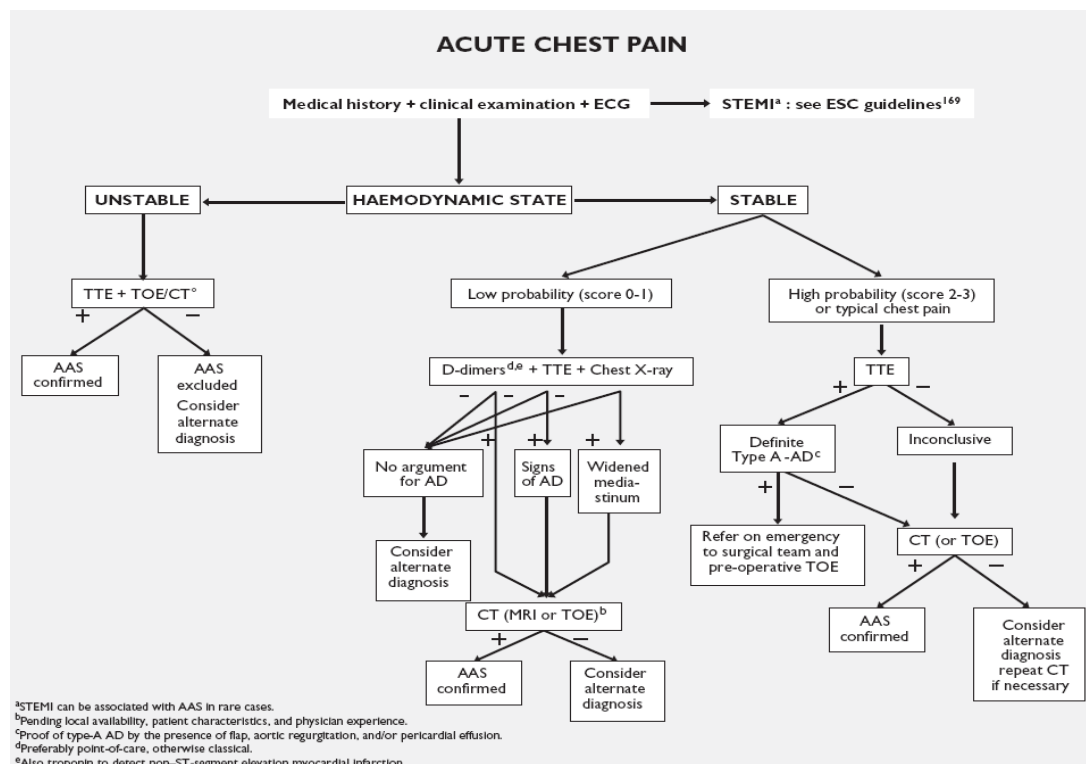 ACUTE CHEST PAIN
Medical history + clinical examination + ECG
STEMIᵃ : see ESC guidelines¹⁶⁹
UNSTABLE
HAEMODYNAMIC STATE
STABLE
TTE + TOE/CT°
Low probability (score 0-1)
High probability (score 2-3)
or typical chest pain
+
–
AAS
confirmed
AAS
excluded
Consider
alternate
diagnosis
D-dimersᵈ,ᵉ + TTE + Chest X-ray
TTE
–
–
–
+
+
+
+
–
No argument
for AD
Signs
of AD
Widened
media-
stinum
Definite
Type A -ADᶜ
Inconclusive
+
–
Consider
alternate
diagnosis
Refer on emergency
to surgical team and
pre-operative TOE
CT (or TOE)
+
–
CT (MRI or TOE)ᵇ
+
–
AAS
confirmed
Consider
alternate
diagnosis
AAS
confirmed
Consider
alternate
diagnosis
repeat CT
if necessary
ᵃSTEMI can be associated with AAS in rare cases.
ᵇPending local availability, patient characteristics, and physician experience.
ᶜProof of type-A AD by the presence of flap, aortic regurgitation, and/or pericardial effusion.
ᵈPreferably point-of-care, otherwise classical.
ᵉAlso troponin to detect non–ST-segment elevation myocardial infarction.